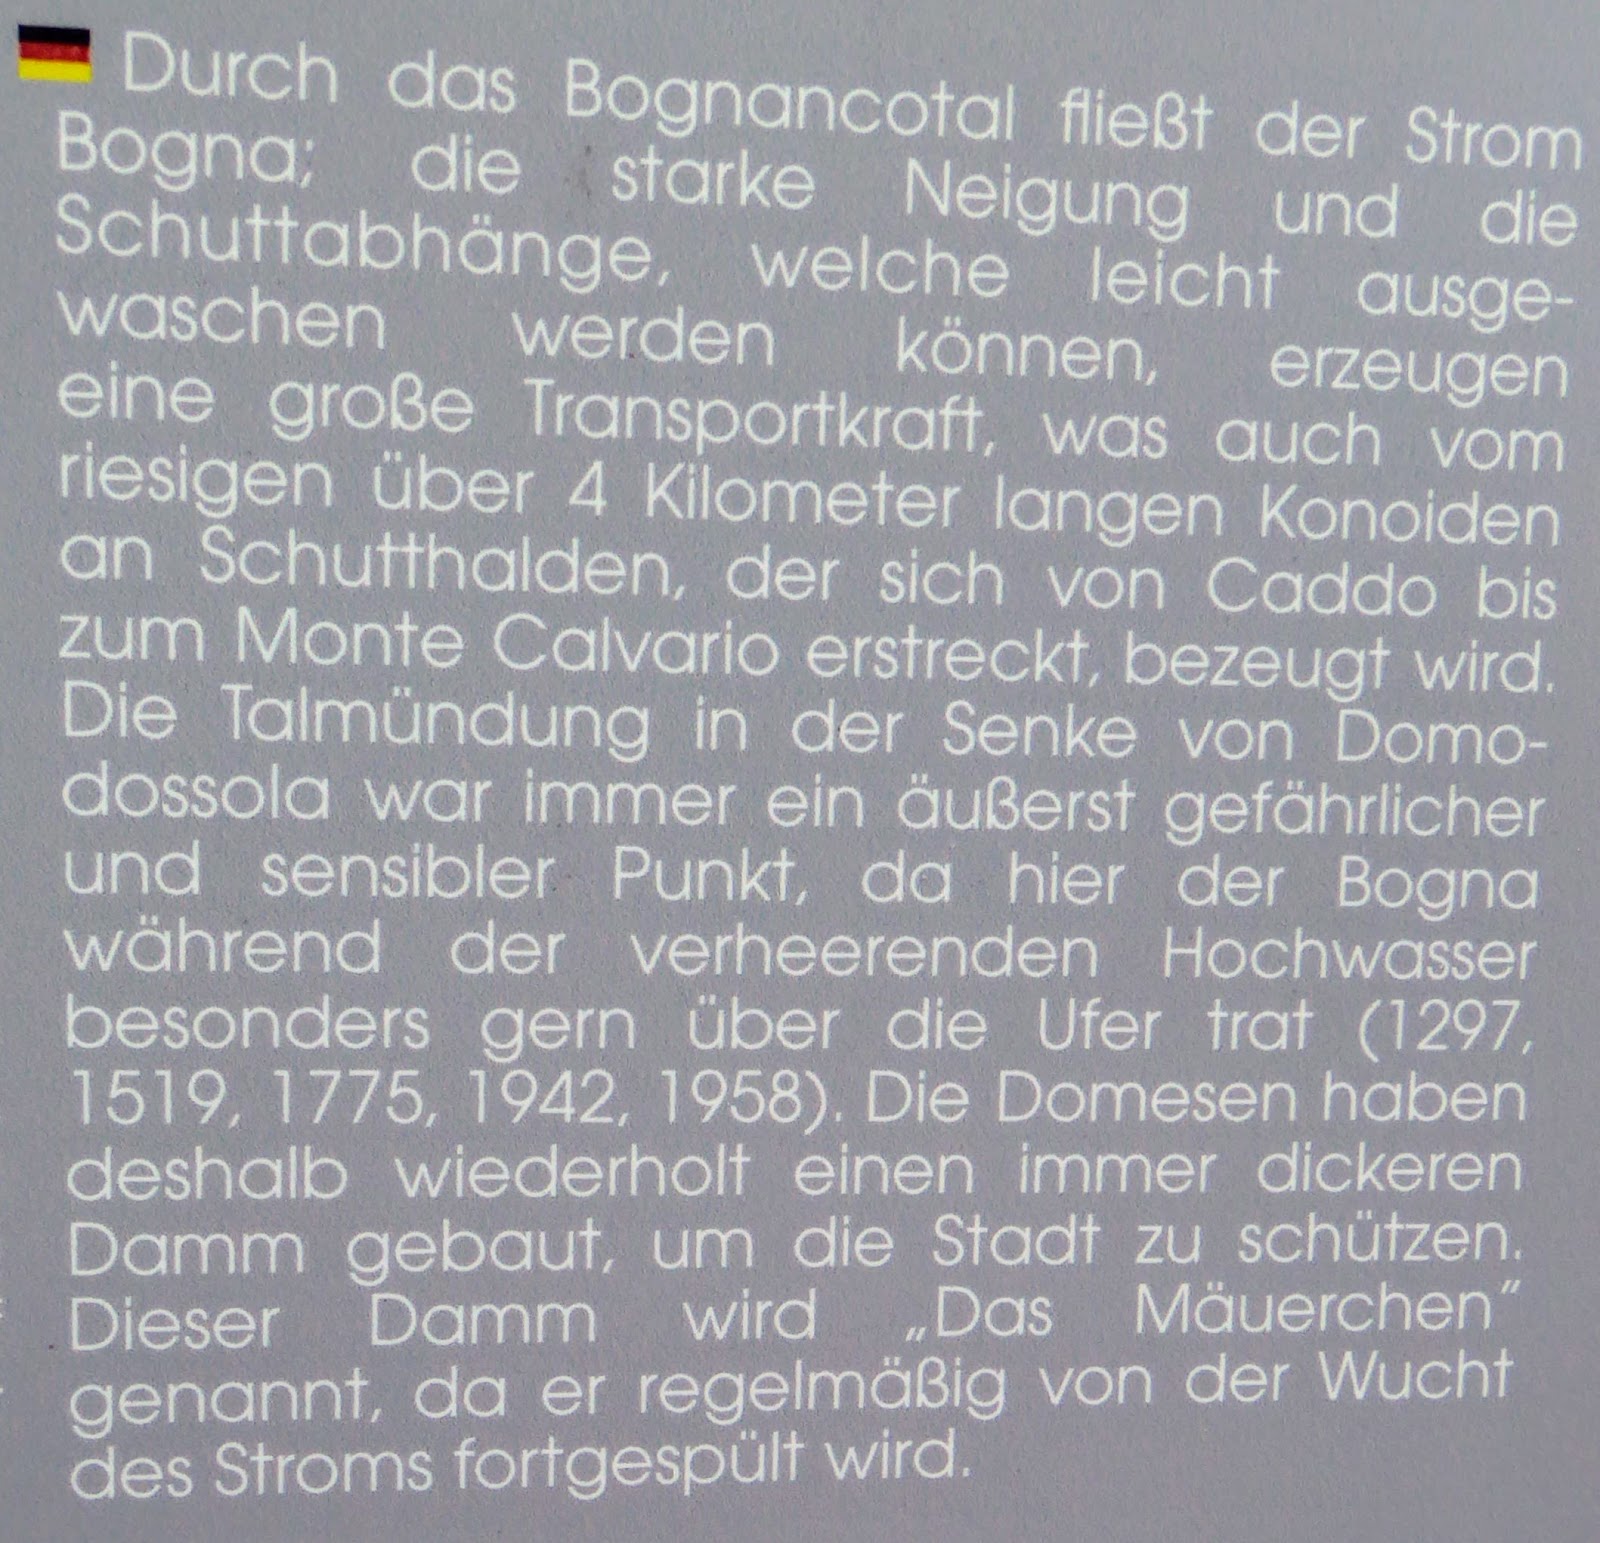 Durch das Bognancotal fließt der Strom
Bogna; die starke Neigung und die
Schuttabhänge, welche leicht ausge-
waschen werden können, erzeugen
eine große Transportkraft, was auch vom
riesigen über 4 Kilometer langen Konoiden
an Schutthalden, der sich von Caddo bis
zum Monte Calvario erstreckt, bezeugt wird.
Die Talmündung in der Senke von Domo-
dossola war immer ein äußerst gefährlicher
und sensibler Punkt, da hier der Bogna
während der verheerenden Hochwasser
besonders gern über die Ufer trat (1297,
1519, 1775, 1942, 1958). Die Domesen haben
deshalb wiederholt einen immer dickeren
Damm gebaut, um die Stadt zu schützen.
Dieser Damm wird „Das Mäuerchen“
genannt, da er regelmäßig von der Wucht
des Stroms fortgespült wird.